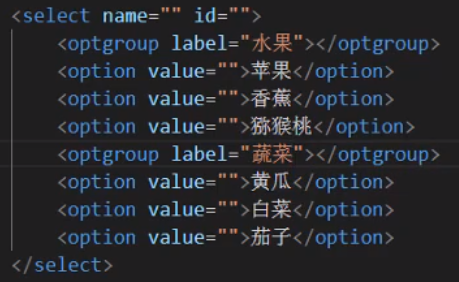 <select name="" id="">
<optgroup label="水果"></optgroup>
<option value="">苹果</option>
<option value="">香蕉</option>
<option value="">猕猴桃</option>
<optgroup label="蔬菜"></optgroup>
<option value="">黄瓜</option>
<option value="">白菜</option>
<option value="">茄子</option>
</select>